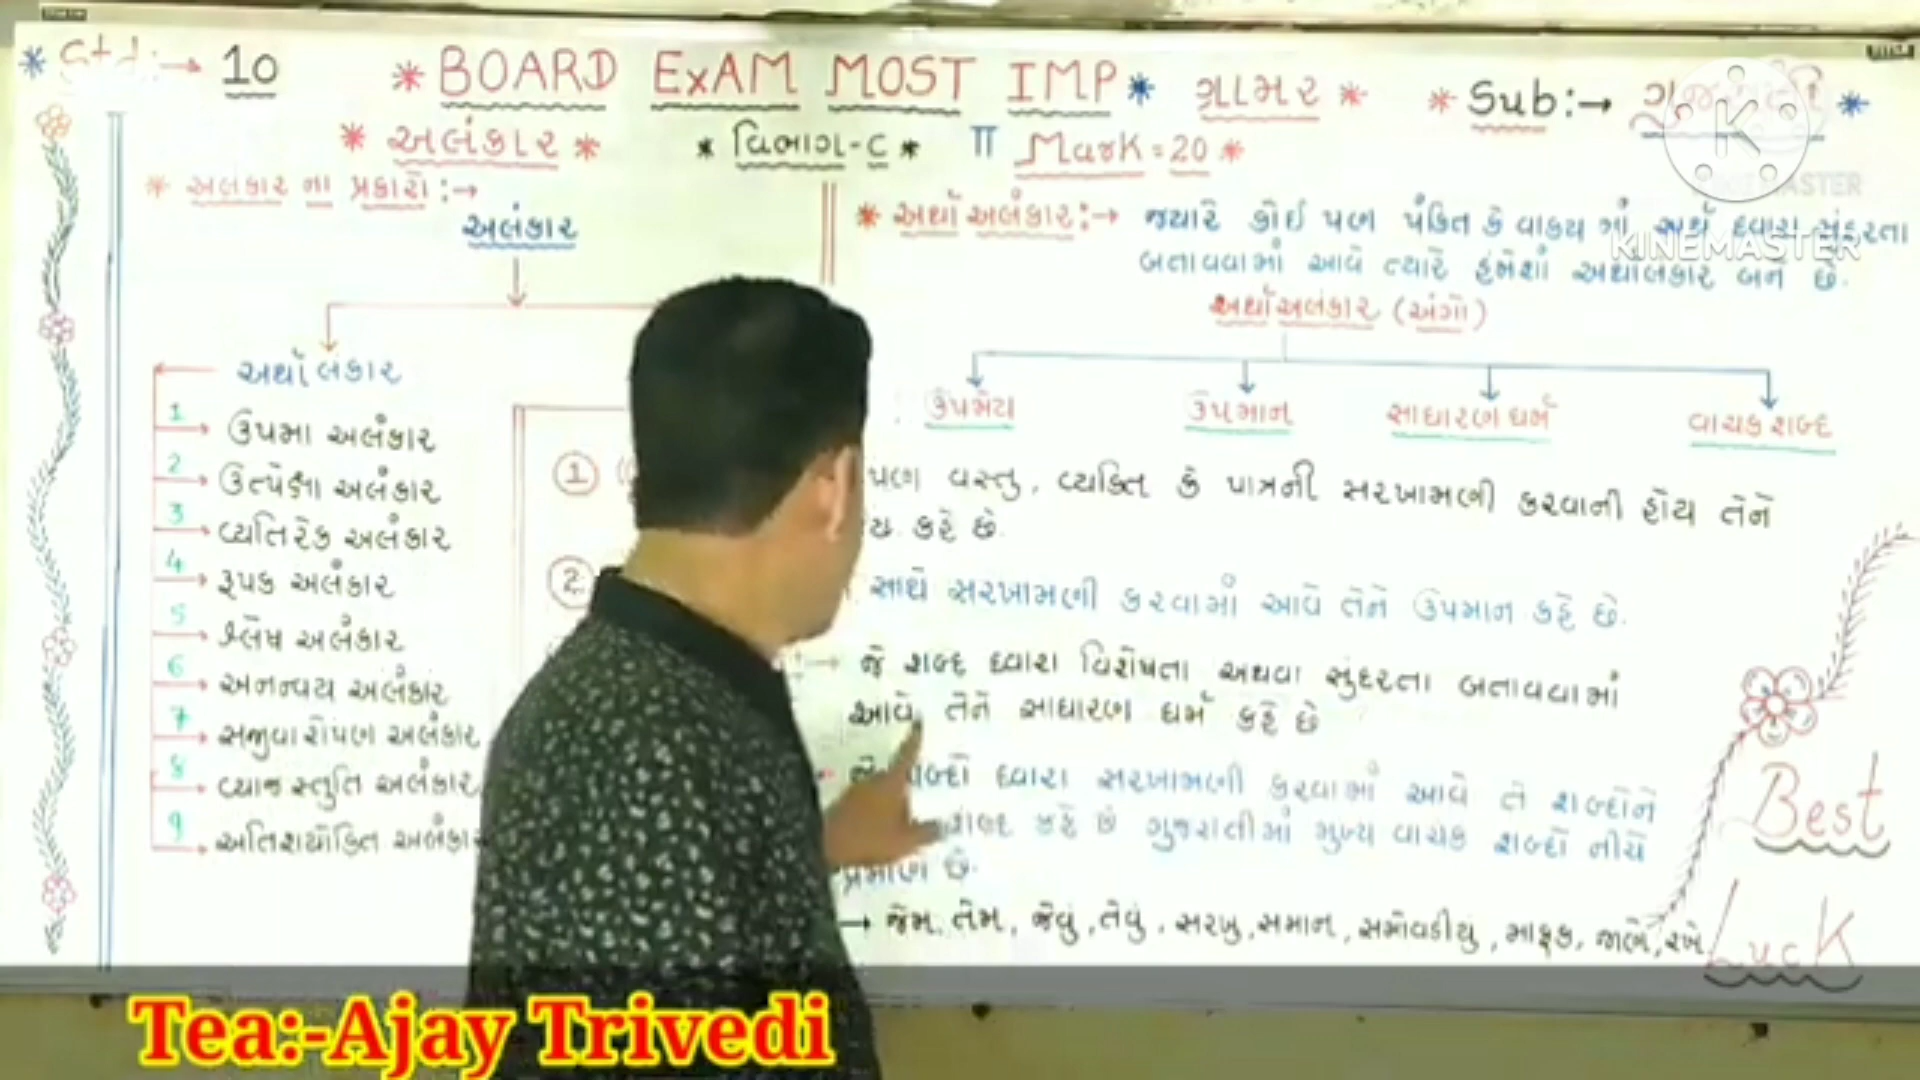 * Std :→ 10 * BOARD ExAM MOST IMP * ગ્રામર * * Sub:→ *
* અલંકાર * * વિભાગ-C * π Mark = 20 *
* અલંકાર ના પ્રકારો :→
અલંકાર
અર્થાલંકાર
1 ઉપમા અલંકાર
2 ઉત્પેક્ષા અલંકાર
3 વ્યતિરેક અલંકાર
4 રૂપક અલંકાર
5 શ્લેષ અલંકાર
6 અનન્વય અલંકાર
7 સજીવારોપણ અલંકાર
8 વ્યાજ સ્તુતિ અલંકાર
9 અતિશયોક્તિ અલંકાર
* અર્થા અલંકાર :→ જ્યારે કોઈ પણ પંક્તિ કે વાક્ય માં અર્થ દ્વારા સુંદરતા
બતાવવામાં આવે ત્યારે હંમેશાં અર્થાલંકાર બને છે.
અર્થાઅલંકાર (અંગો)
ઉપમેય ઉપમાન સાધારણ ધર્મ વાચક શબ્દ
1 પણ વસ્તુ, વ્યક્તિ કે પાત્રની સરખામણી કરવાની હોય તેને
ય કહે છે.
2 સાથે સરખામણી કરવામાં આવે તેને ઉપમાન કહે છે.
:→ જે શબ્દ દ્વારા વિશેષતા અથવા સુંદરતા બતાવવામાં
આવે તેને સાધારણ ધર્મ કહે છે
દ્વારા સરખામણી કરવામાં આવે તે શબ્દોને
શબ્દ કહે છે ગુજરાતીમાં મુખ્ય વાચક શબ્દો નીચે
પ્રમાણે છે.
→ જેમ, તેમ, જેવું, તેવું, સરખુ, સમાન, સમોવડીયું, માફક, જાણે, રખે
Best
Luck
K
KINEMASTER
Tea:-Ajay Trivedi